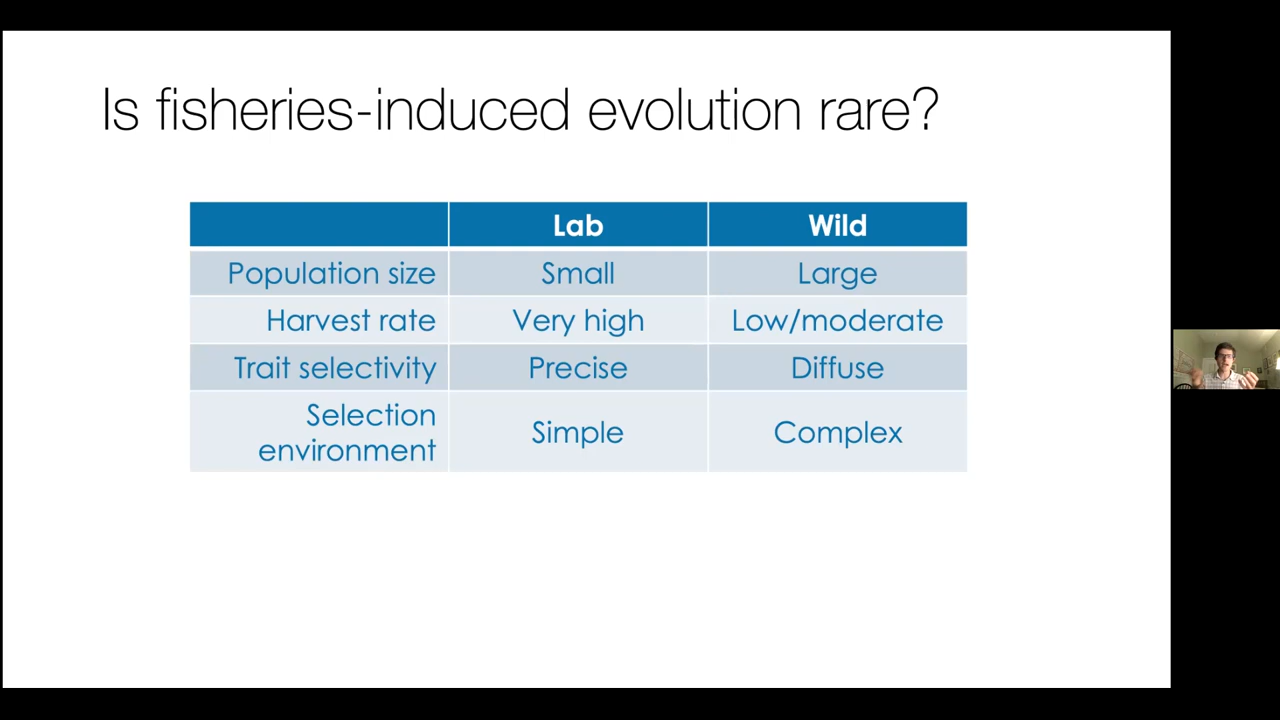 Is fisheries-induced evolution rare?
Lab Wild
Population size Small Large
Harvest rate Very high Low/moderate
Trait selectivity Precise Diffuse
Selection
environment Simple Complex